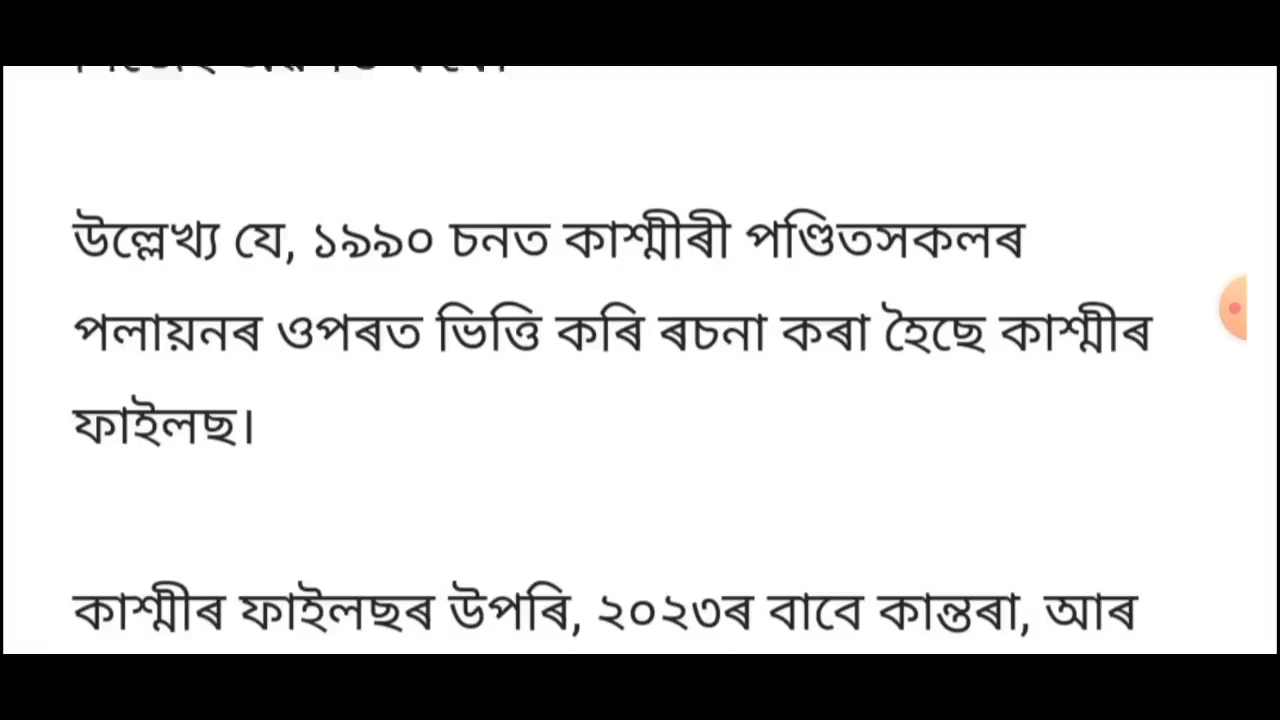 উল্লেখ্য যে, ১৯৯০ চনত কাশ্মীৰী পণ্ডিতসকলৰ
পলায়নৰ ওপৰত ভিত্তি কৰি ৰচনা কৰা হৈছে কাশ্মীৰ
ফাইলছ।
কাশ্মীৰ ফাইলছৰ উপৰি, ২০২৩ৰ বাবে কান্তৰা, আৰ